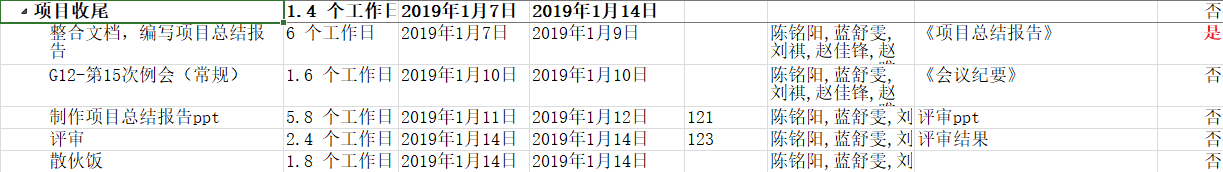 项目收尾 1.4 个工作日 2019年1月7日 2019年1月14日 否
整合文档，编写项目总结报 6 个工作日 2019年1月7日 2019年1月9日 陈铭阳,蓝舒雯, 《项目总结报告》 是
告 刘祺,赵佳锋,赵
G12-第15次例会（常规） 1.6 个工作日 2019年1月10日 2019年1月10日 陈铭阳,蓝舒雯, 《会议纪要》 否
刘祺,赵佳锋,赵
制作项目总结报告ppt 5.8 个工作日 2019年1月11日 2019年1月12日 121 陈铭阳,蓝舒雯,刘 评审ppt 否
评审 2.4 个工作日 2019年1月14日 2019年1月14日 123 陈铭阳,蓝舒雯,刘 评审结果 否
散伙饭 1.8 个工作日 2019年1月14日 2019年1月14日 陈铭阳,蓝舒雯,刘 否